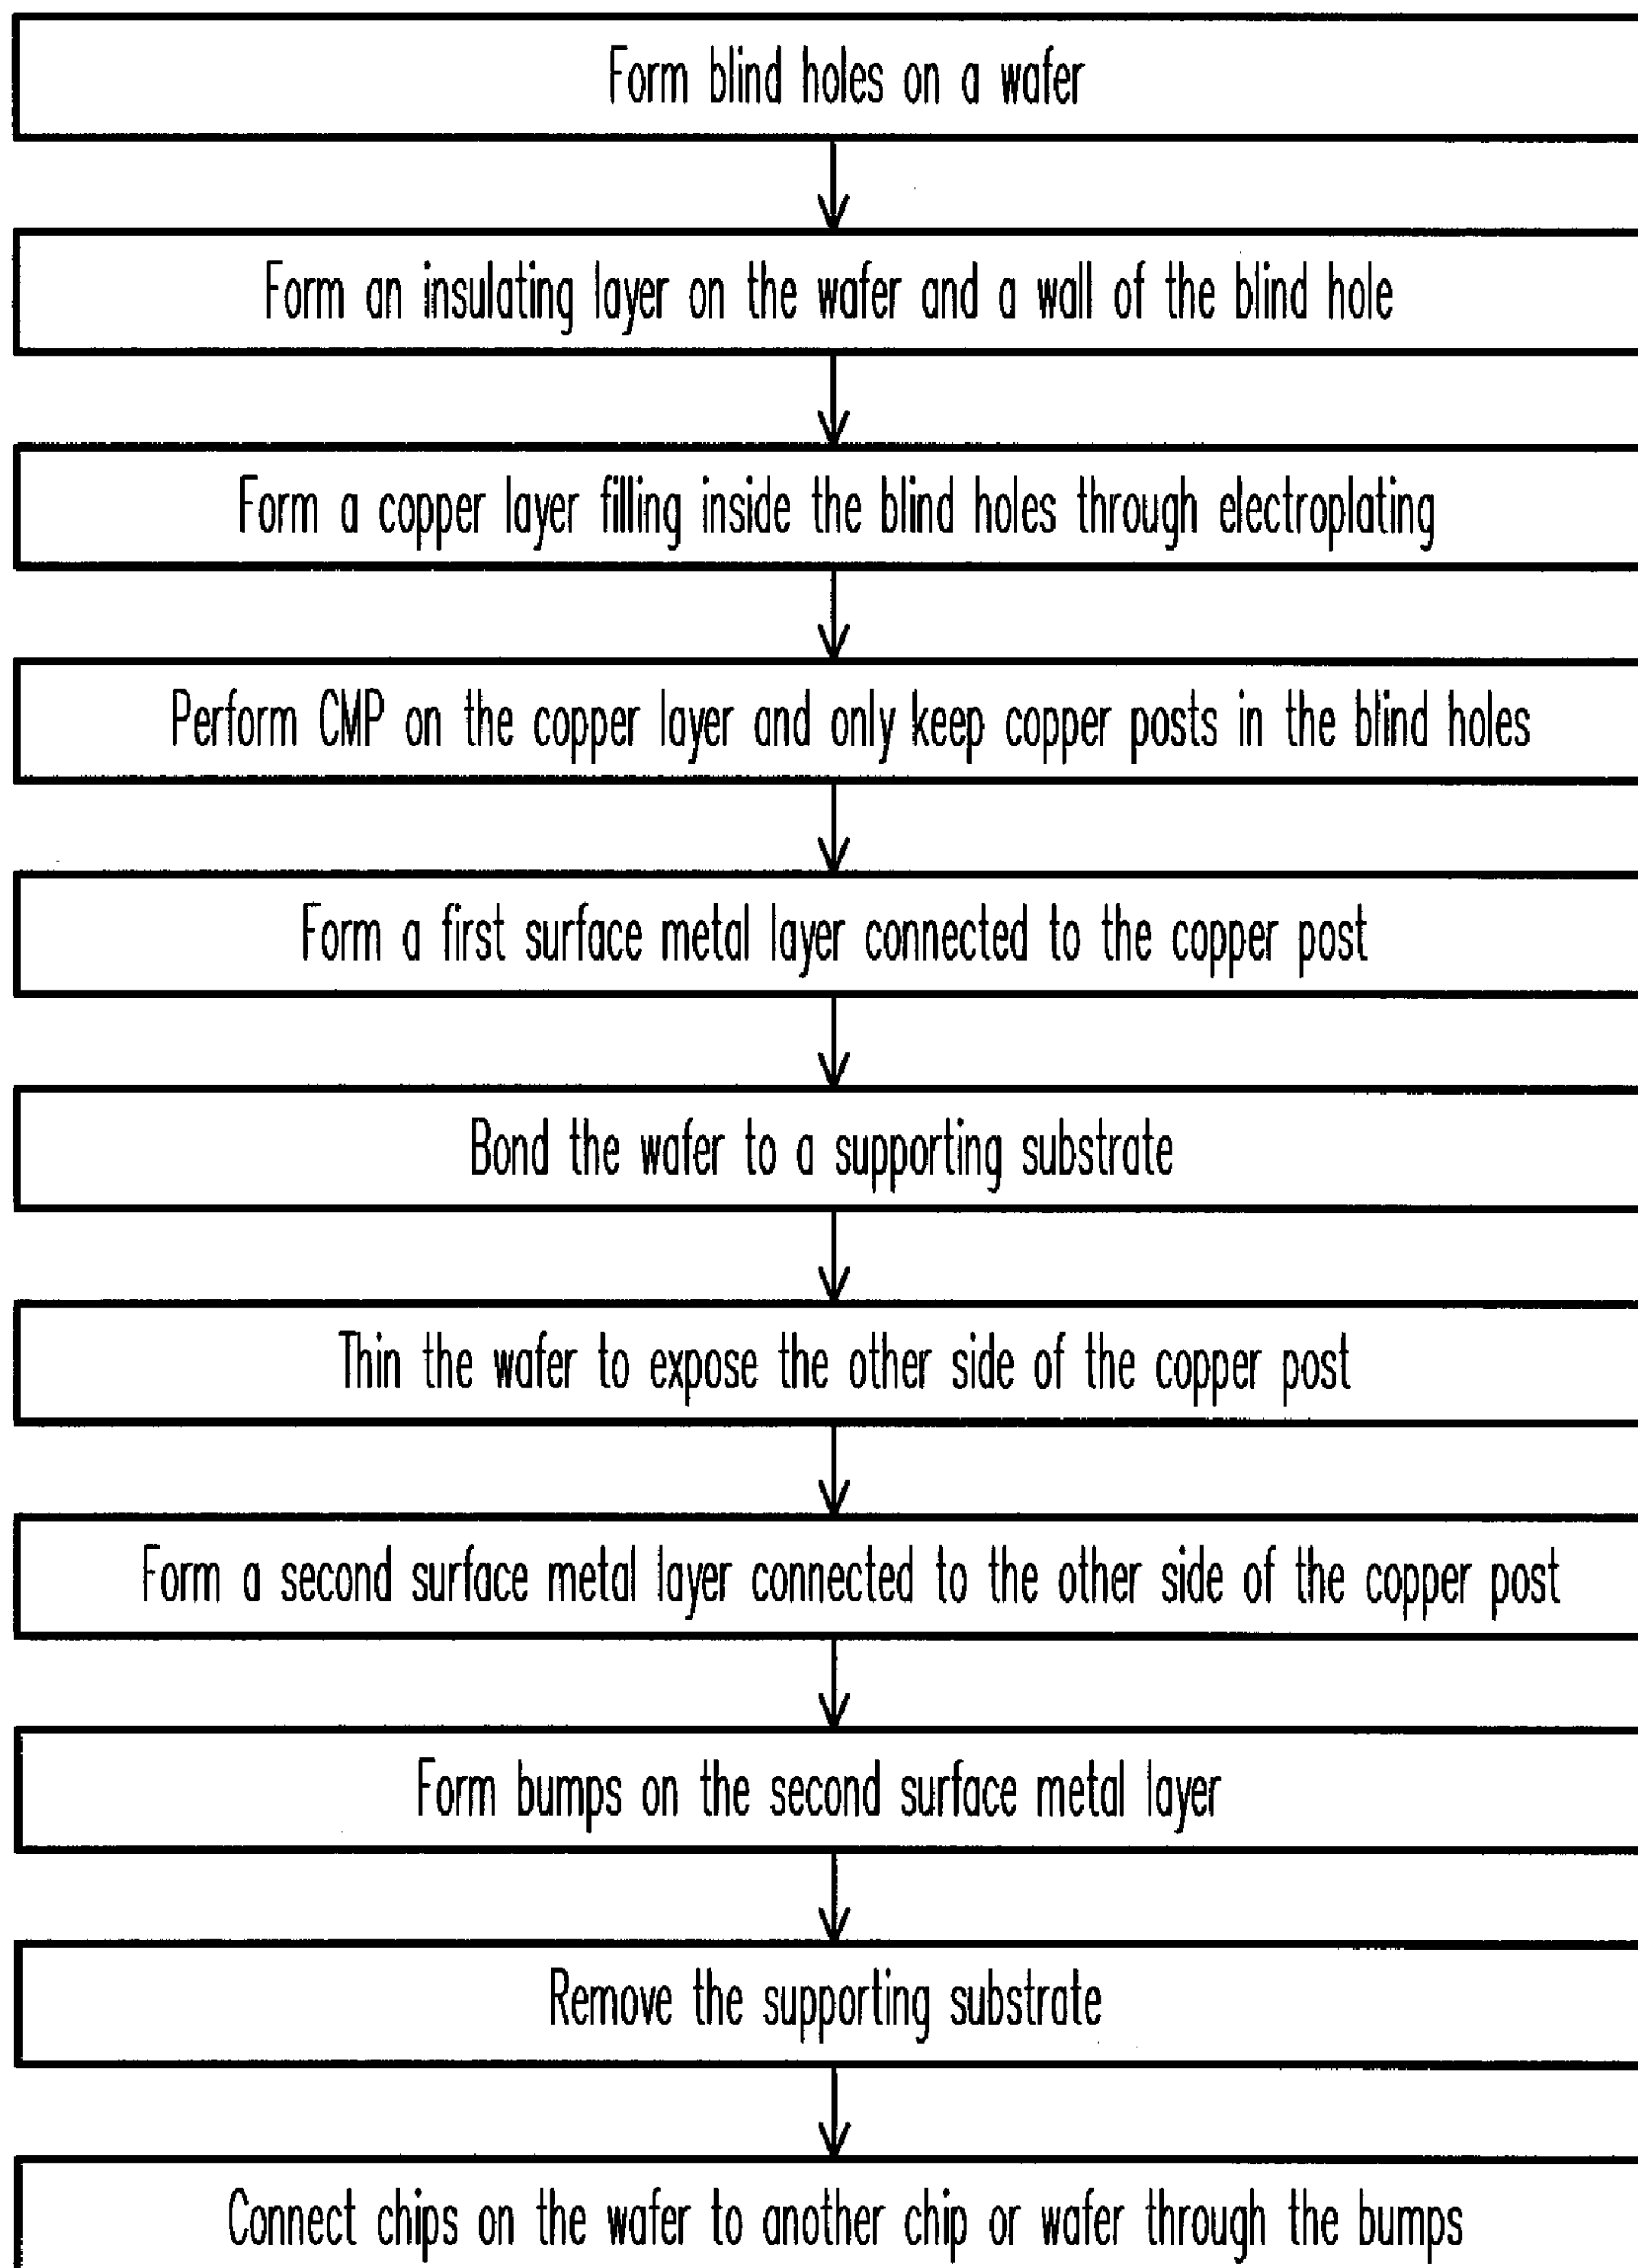 Form blind holes on a wafer
Form an insulating layer on the wafer and a wall of the blind hole
Form a copper layer filling inside the blind holes through electroplating
Perform CMP on the copper layer and only keep copper posts in the blind holes
Form a first surface metal layer connected to the copper post
Bond the wafer to a supporting substrate
Thin the wafer to expose the other side of the copper post
Form a second surface metal layer connected to the other side of the copper post
Form bumps on the second surface metal layer
Remove the supporting substrate
Connect chips on the wafer to another chip or wafer through the bumps